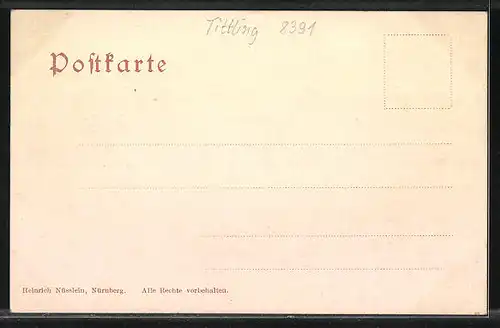 Tittling 8391
Postkarte
Heinrich Nüsslein, Nürnberg. Alle Rechte vorbehalten.